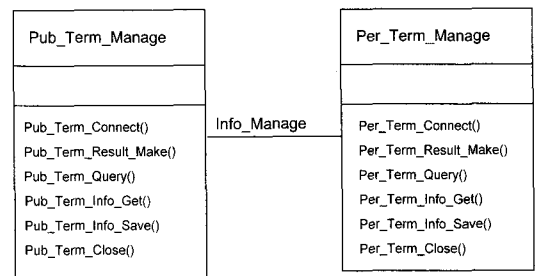 Pub_Term_Manage
Pub_Term_Connect()
Pub_Term_Result_Make()
Pub_Term_Query()
Pub_Term_Info_Get()
Pub_Term_Info_Save()
Pub_Term_Close()
Info_Manage
Per_Term_Manage
Per_Term_Connect()
Per_Term_Result_Make()
Per_Term_Query()
Per_Term_Info_Get()
Per_Term_Info_Save()
Per_Term_Close()